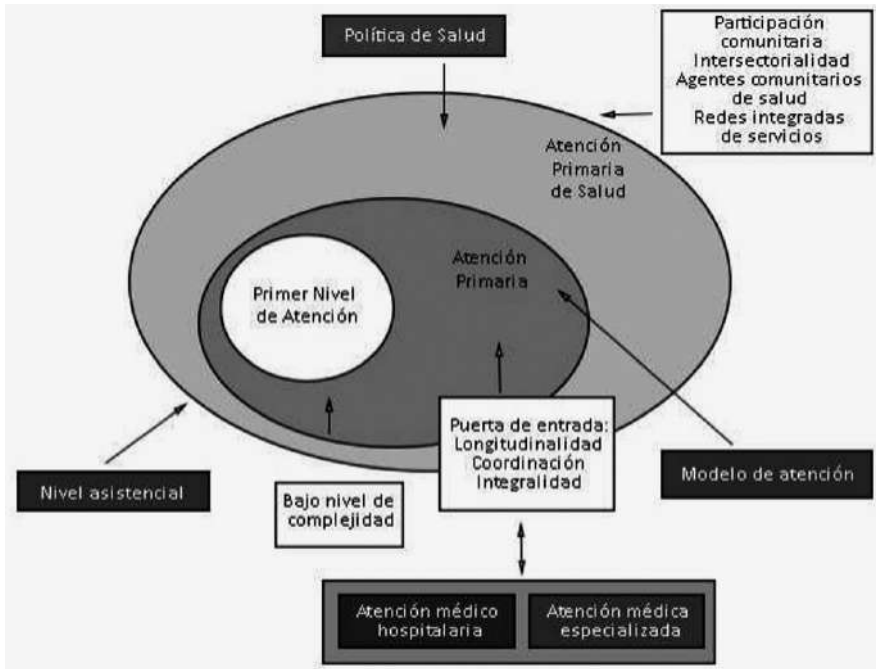 Política de Salud
Participación
comunitaria
Intersectorialidad
Agentes comunitarios
de salud
Redes integradas
de servicios
Atención
Primaria
de Salud
Atención
Primaria
Primer Nivel
de Atención
Puerta de entrada:
Longitudinalidad
Coordinación
Integralidad
Modelo de atención
Nivel asistencial
Bajo nivel de
complejidad
Atención médico
hospitalaria
Atención médica
especializada